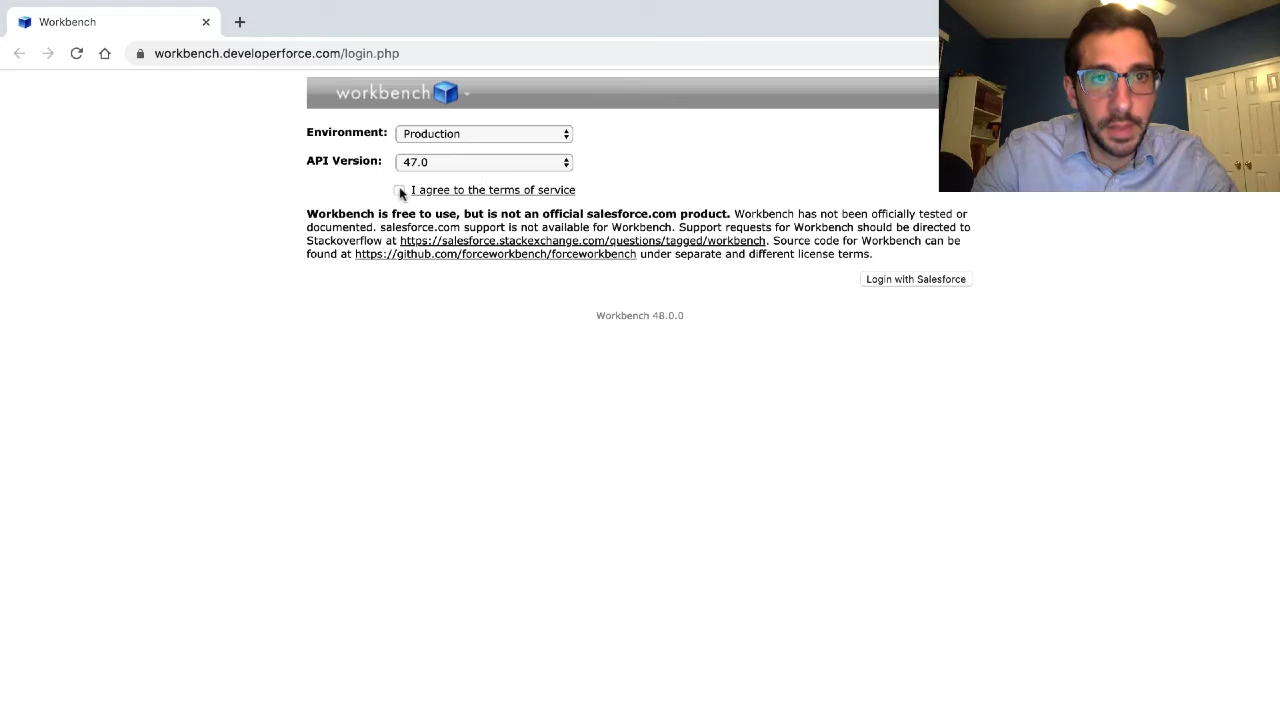 Workbench
workbench.developerforce.com/login.php
workbench
Environment: Production
API Version: 47.0
I agree to the terms of service
Workbench is free to use, but is not an official salesforce.com product. Workbench has not been officially tested or
documented. salesforce.com support is not available for Workbench. Support requests for Workbench should be directed to
Stackoverflow at https://salesforce.stackexchange.com/questions/tagged/workbench. Source code for Workbench can be
found at https://github.com/forceworkbench/forceworkbench under separate and different license terms.
Login with Salesforce
Workbench 48.0.0